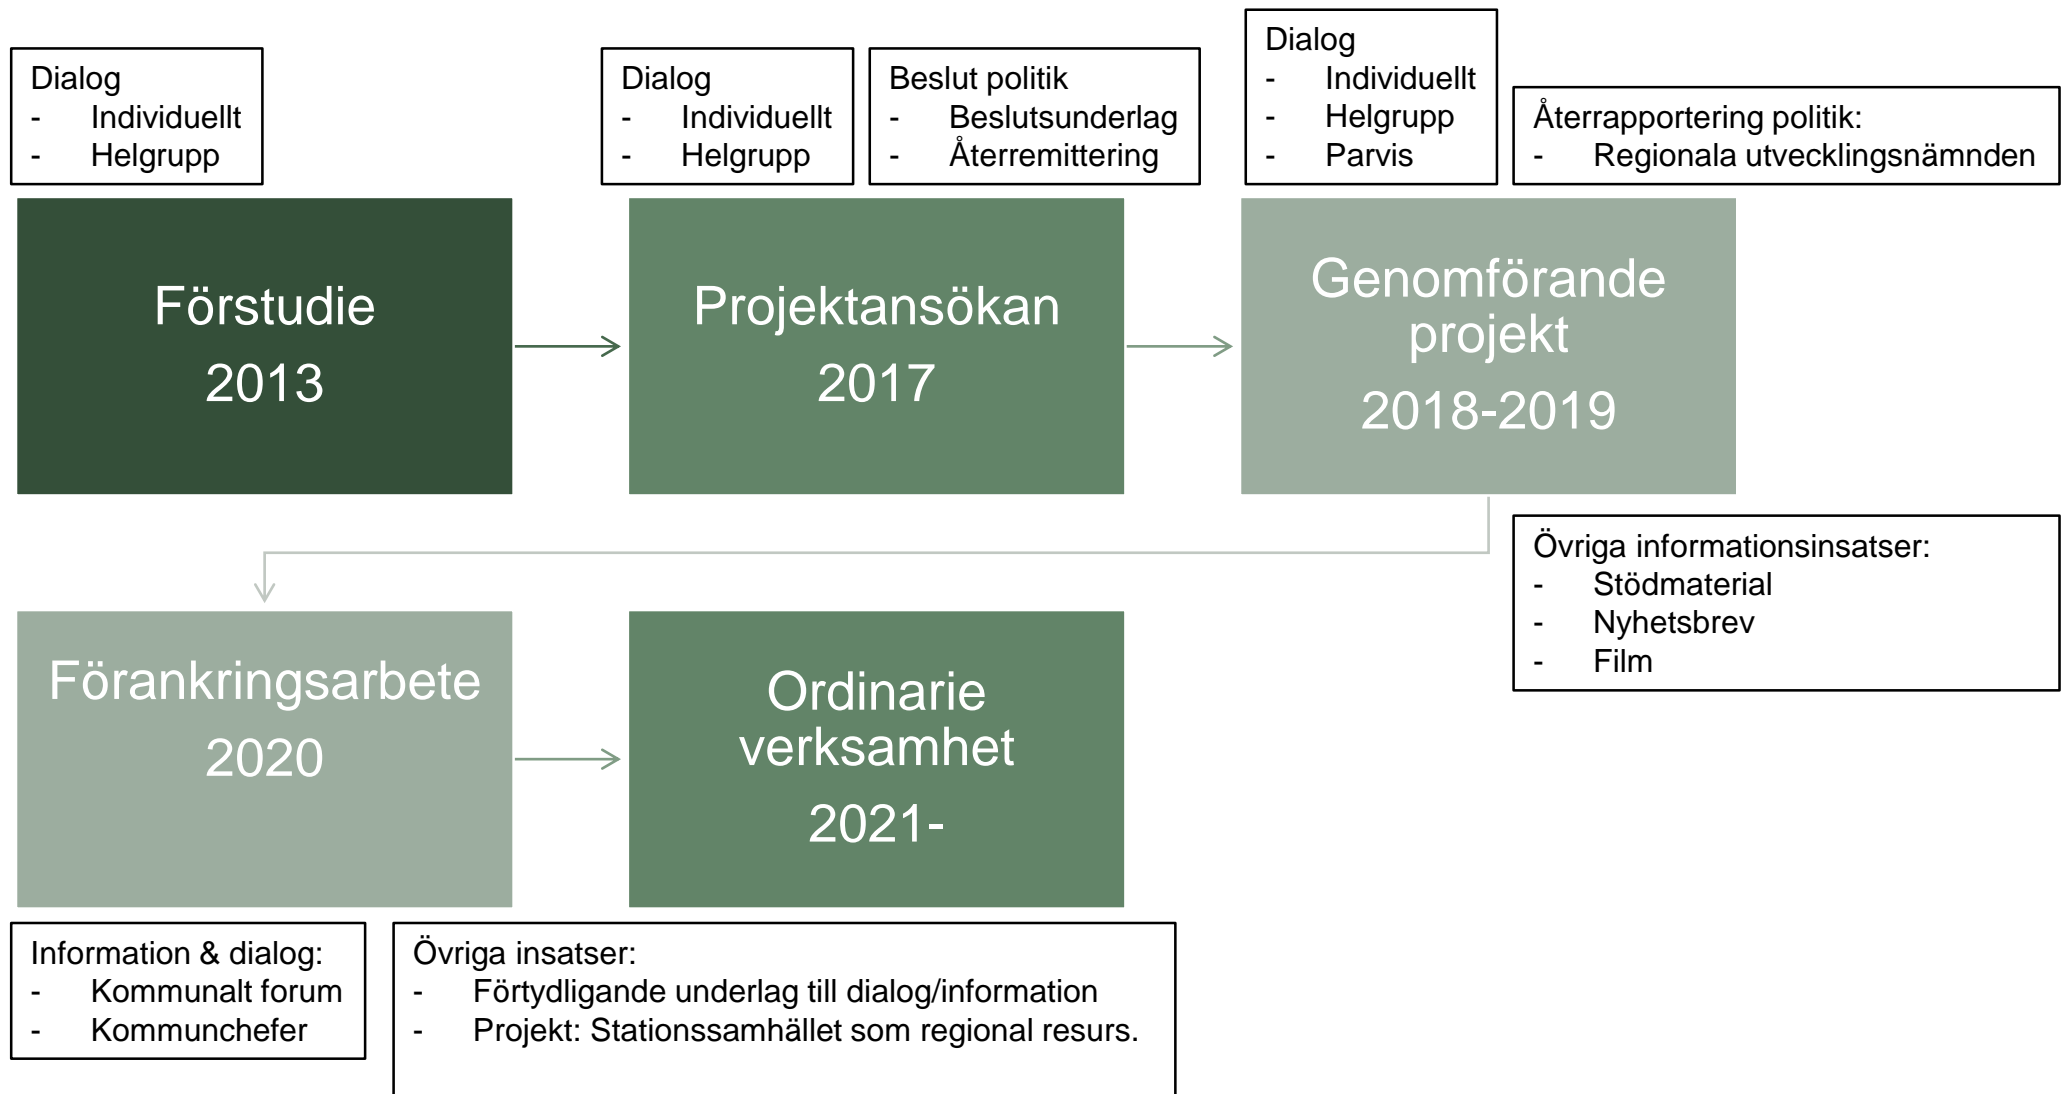 Dialog
- Individuellt
- Helgrupp
Dialog
- Individuellt
- Helgrupp
Beslut politik
- Beslutsunderlag
- Återremittering
Dialog
- Individuellt
- Helgrupp
- Parvis
Återrapportering politik:
- Regionala utvecklingsnämnden
Förstudie
2013
Projektansökan
2017
Genomförande
projekt
2018-2019
Övriga informationsinsatser:
- Stödmaterial
- Nyhetsbrev
- Film
Förankringsarbete
2020
Ordinarie
verksamhet
2021-
Information & dialog:
- Kommunalt forum
- Kommunchefer
Övriga insatser:
- Förtydligande underlag till dialog/information
- Projekt: Stationssamhället som regional resurs.